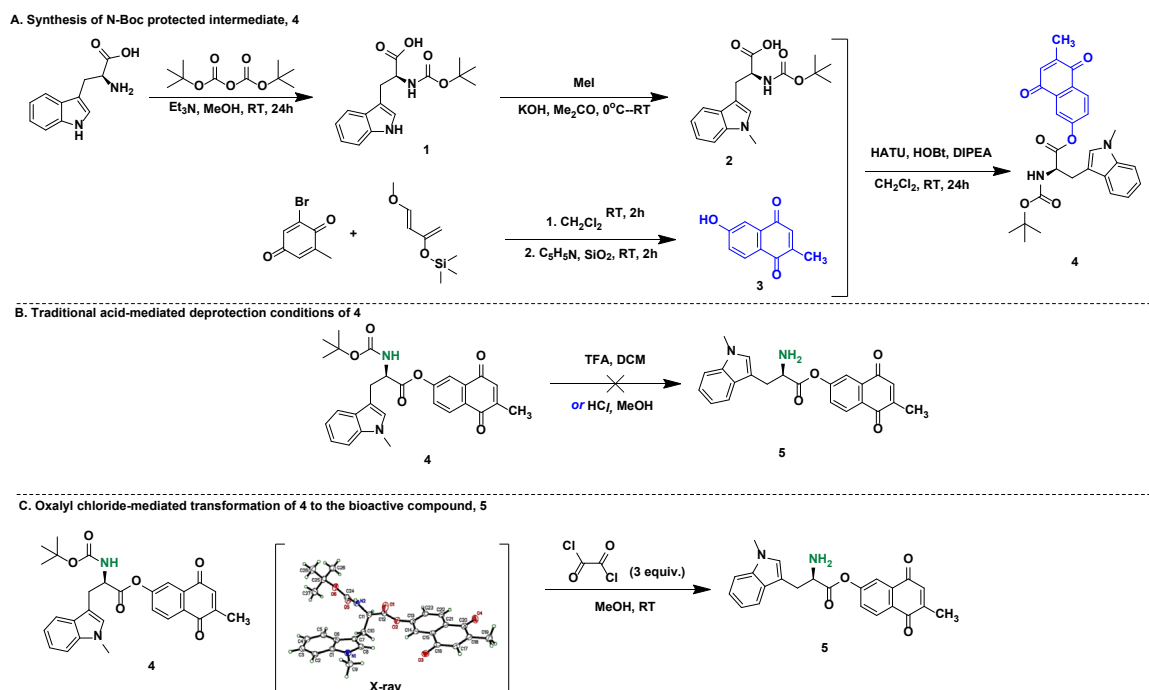 A. Synthesis of N-Boc protected intermediate, 4
O
OH
NH2
N
H
O O O
O O
Et3N, MeOH, RT, 24h
O
OH
O
N
H
O
N
H
1
MeI
KOH, Me2CO, 0°C--RT
O
OH
O
N
H
O
N
2
Br
O
O
+
O
O
Si
1. CH2Cl2 RT, 2h
2. C5H5N, SiO2, RT, 2h
HO
O
CH3
O
3
HATU, HOBt, DIPEA
CH2Cl2, RT, 24h
CH3
O
O
O
O
N
HN
O
O
4
B. Traditional acid-mediated deprotection conditions of 4
O
O
NH
O
O
O
CH3
O
N
4
TFA, DCM
or HCl, MeOH
N
NH2
O
O
O
CH3
O
5
C. Oxalyl chloride-mediated transformation of 4 to the bioactive compound, 5
O
O
NH
O
O
O
CH3
O
N
4
X-ray
Cl
O
O
Cl
(3 equiv.)
MeOH, RT
N
NH2
O
O
O
CH3
O
5